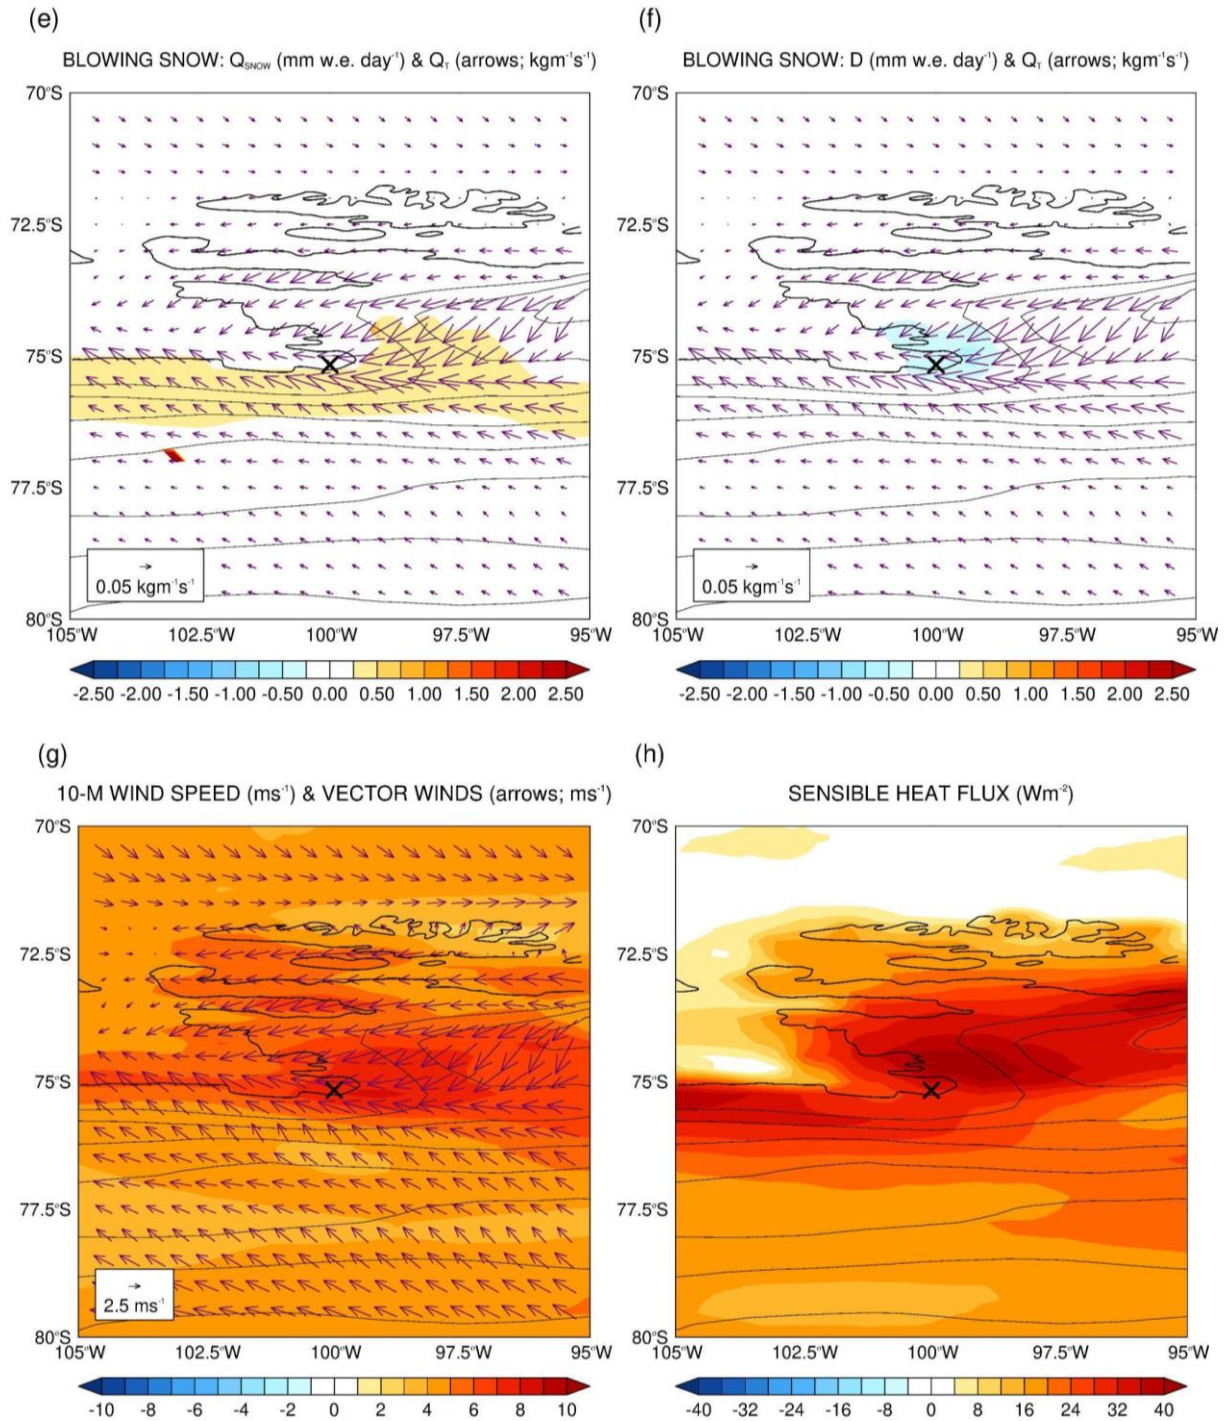 (e)
(f)
BLOWING SNOW: QSNOW (mm w.e. day⁻¹) & QT (arrows; kgm⁻¹s⁻¹)
BLOWING SNOW: D (mm w.e. day⁻¹) & QT (arrows; kgm⁻¹s⁻¹)
70°S
72.5°S
75°S
77.5°S
80°S
0.05 kgm⁻¹s⁻¹
105°W 102.5°W 100°W 97.5°W 95°W
-2.50 -2.00 -1.50 -1.00 -0.50 0.00 0.50 1.00 1.50 2.00 2.50
70°S
72.5°S
75°S
77.5°S
80°S
0.05 kgm⁻¹s⁻¹
105°W 102.5°W 100°W 97.5°W 95°W
-2.50 -2.00 -1.50 -1.00 -0.50 0.00 0.50 1.00 1.50 2.00 2.50
(g)
(h)
10-M WIND SPEED (ms⁻¹) & VECTOR WINDS (arrows; ms⁻¹)
SENSIBLE HEAT FLUX (Wm⁻²)
70°S
72.5°S
75°S
77.5°S
80°S
2.5 ms⁻¹
105°W 102.5°W 100°W 97.5°W 95°W
-10 -8 -6 -4 -2 0 2 4 6 8 10
70°S
72.5°S
75°S
77.5°S
80°S
105°W 102.5°W 100°W 97.5°W 95°W
-40 -32 -24 -16 -8 0 8 16 24 32 40